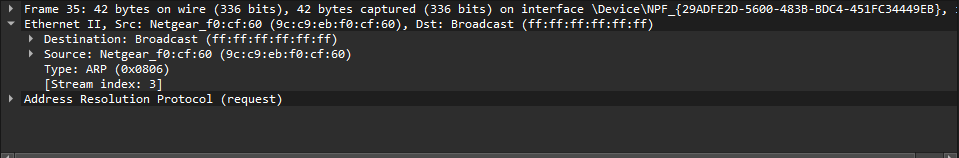 Frame 35: 42 bytes on wire (336 bits), 42 bytes captured (336 bits) on interface \Device\NPF_{29ADFE2D-5600-483B-BDC4-451FC34449EB},
Ethernet II, Src: Netgear_f0:cf:60 (9c:c9:eb:f0:cf:60), Dst: Broadcast (ff:ff:ff:ff:ff:ff)
Destination: Broadcast (ff:ff:ff:ff:ff:ff)
Source: Netgear_f0:cf:60 (9c:c9:eb:f0:cf:60)
Type: ARP (0x0806)
[Stream index: 3]
Address Resolution Protocol (request)